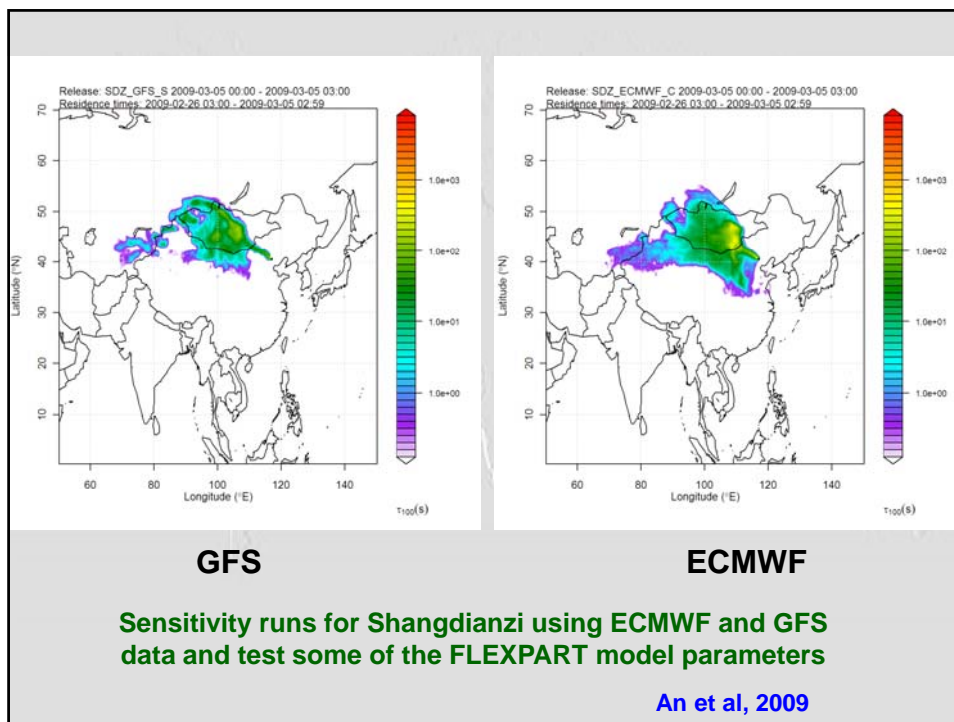 Release: SDZ_GFS_S 2009-03-05 00:00 - 2009-03-05 03:00
Residence times: 2009-02-26 03:00 - 2009-03-05 02:59
70
60
50
40
30
20
10
Latitude (°N)
60
80
100
120
140
Longitude (°E)
1.0e+03
1.0e+02
1.0e+01
1.0e+00
τ100(s)
Release: SDZ_ECMWF_C 2009-03-05 00:00 - 2009-03-05 03:00
Residence times: 2009-02-26 03:00 - 2009-03-05 02:59
70
60
50
40
30
20
10
Latitude (°N)
60
80
100
120
140
Longitude (°E)
1.0e+03
1.0e+02
1.0e+01
1.0e+00
τ100(s)
GFS
ECMWF
Sensitivity runs for Shangdianzi using ECMWF and GFS
data and test some of the FLEXPART model parameters
An et al, 2009